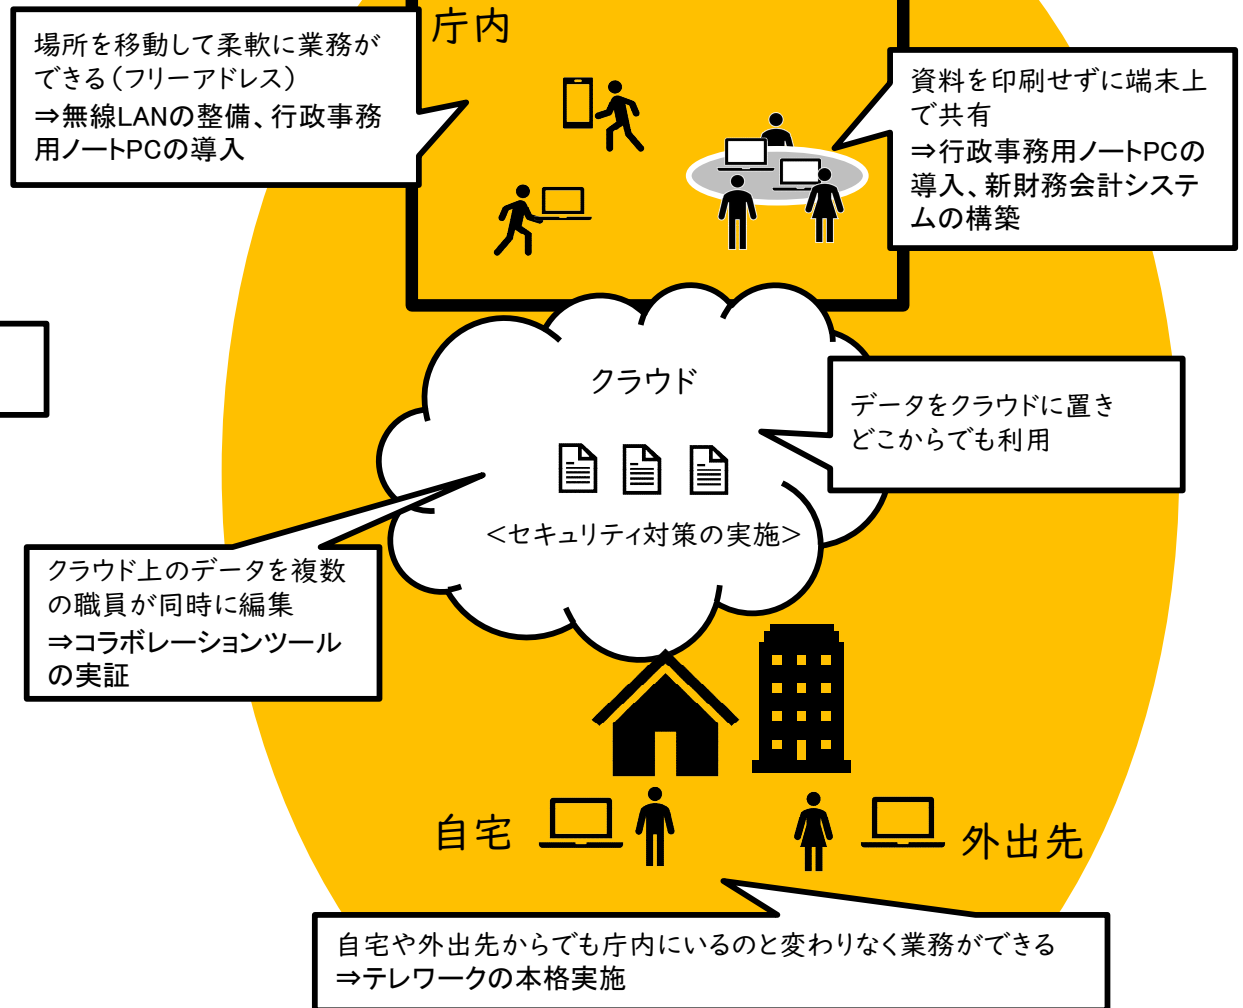 庁内
場所を移動して柔軟に業務が
できる(フリーアドレス)
⇒無線LANの整備、行政事務
用ノートPCの導入
資料を印刷せずに端末上
で共有
⇒行政事務用ノートPCの
導入、新財務会計システ
ムの構築
クラウド
データをクラウドに置き
どこからでも利用
<セキュリティ対策の実施>
クラウド上のデータを複数
の職員が同時に編集
⇒コラボレーションツール
の実証
自宅
外出先
自宅や外出先からでも庁内にいるのと変わりなく業務ができる
⇒テレワークの本格実施